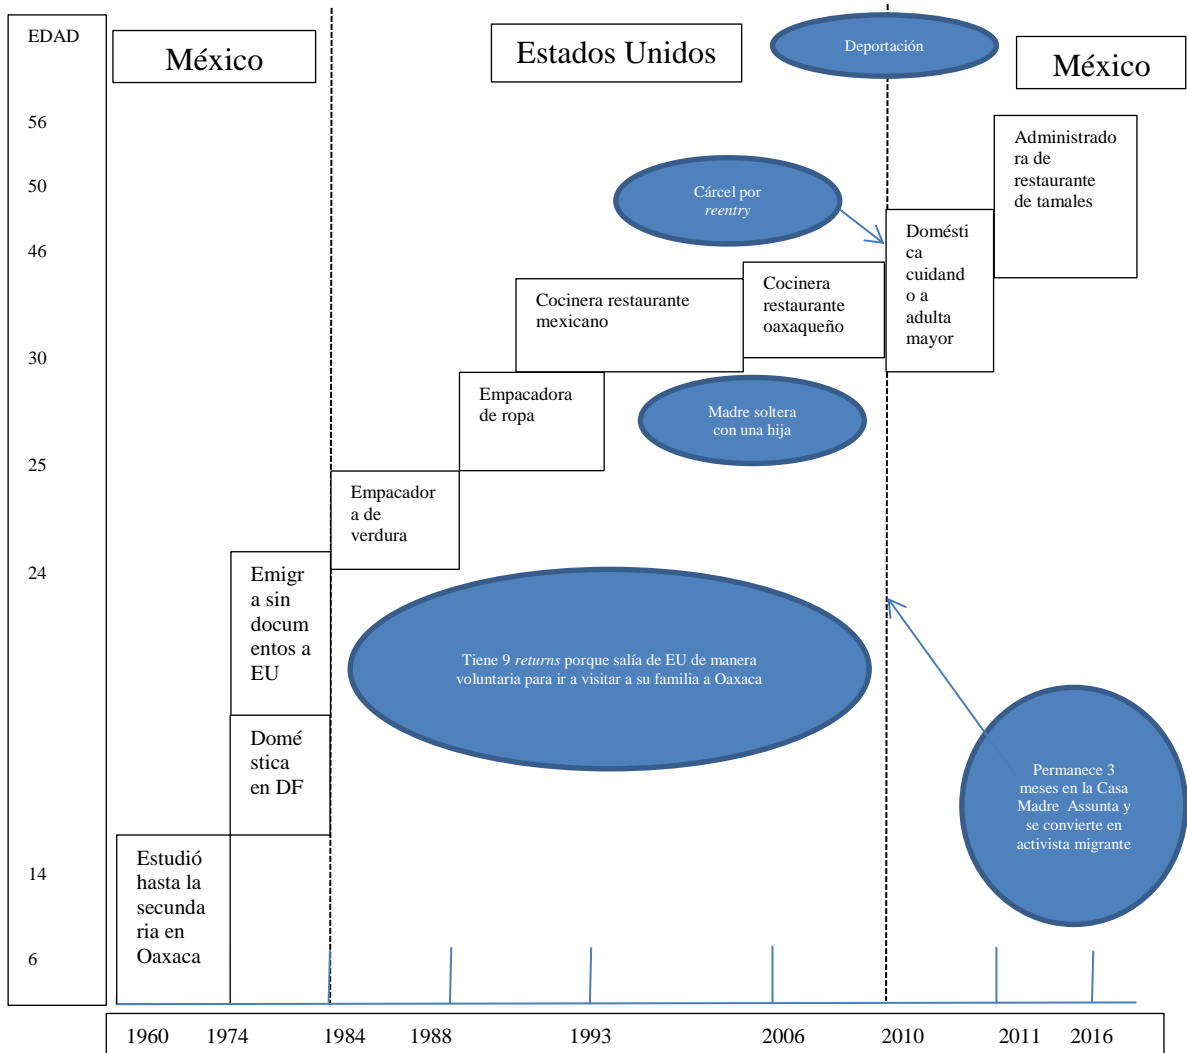 EDAD
México
Estados Unidos
Deportación
México
56
50
46
30
25
24
14
6
Administrado
ra de
restaurante
de tamales
Cárcel por
reentry
Domésti
ca
cuidand
o a
adulta
mayor
Cocinera restaurante
mexicano
Cocinera
restaurante
oaxaqueño
Empacadora
de ropa
Madre soltera
con una hija
Empacador
a de
verdura
Emigr
a sin
docum
entos a
EU
Tiene 9 returns porque salía de EU de manera
voluntaria para ir a visitar a su familia a Oaxaca
Domé
stica
en DF
Permanece 3
meses en la Casa
Madre Assunta y
se convierte en
activista migrante
Estudió
hasta la
secunda
ria en
Oaxaca
1960 1974 1984 1988 1993 2006 2010 2011 2016